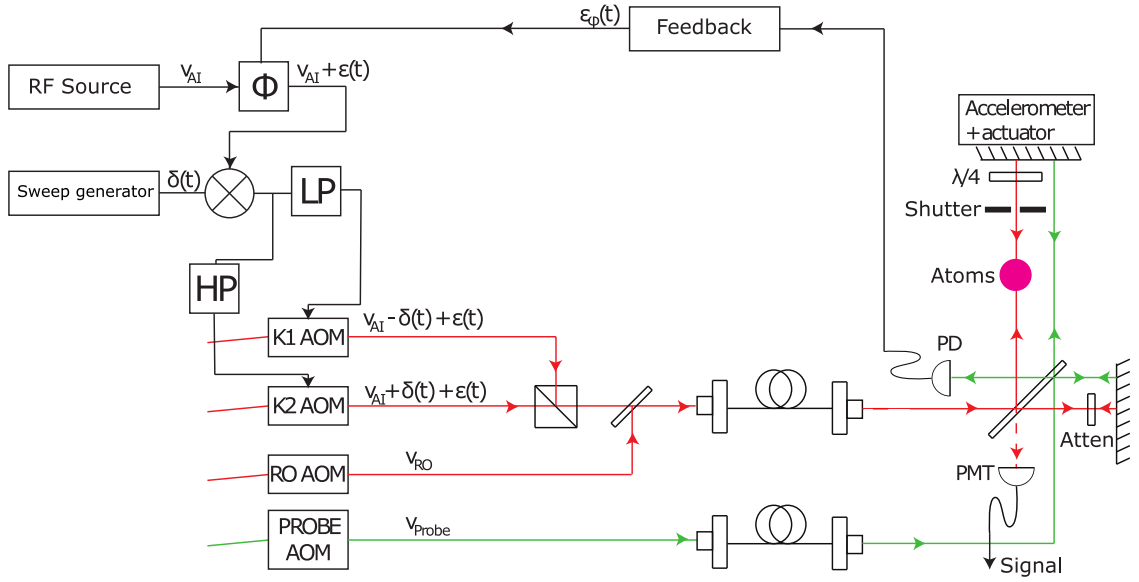 ε_φ(t)
Feedback
RF Source
ν_AI
Φ
ν_AI+ε(t)
Accelerometer
+actuator
Sweep generator
δ(t)
LP
λ/4
Shutter
HP
Atoms
K1 AOM
ν_AI-δ(t)+ε(t)
PD
K2 AOM
ν_AI+δ(t)+ε(t)
Atten
RO AOM
ν_RO
PMT
PROBE
AOM
ν_Probe
Signal